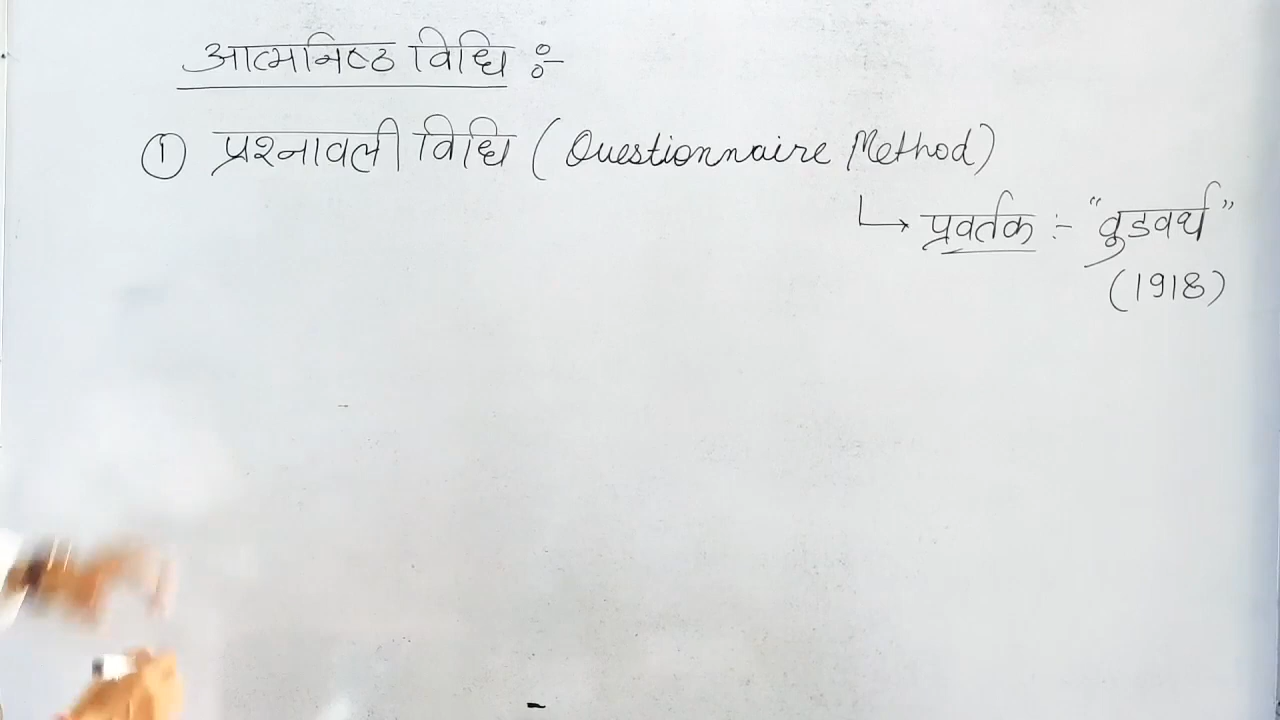 आत्मनिष्ठ विधि :-
① प्रश्नावली विधि ( Questionnaire Method)
↳ प्रवर्तक :- “वुडवर्थ”
(1918)